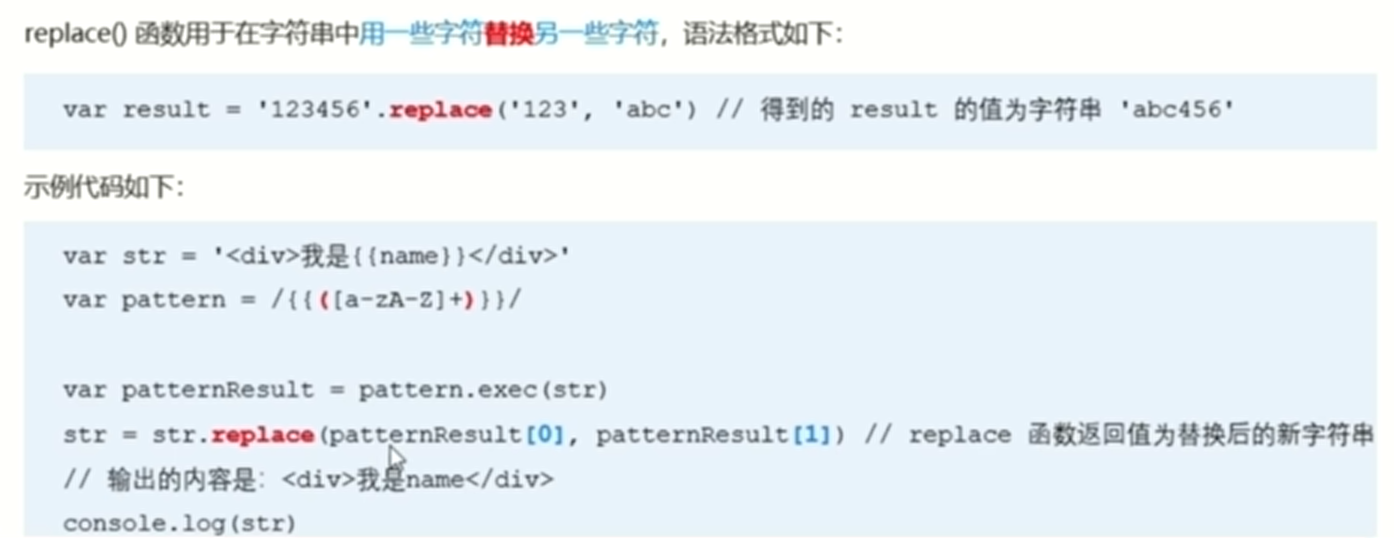 replace() 函数用于在字符串中用一些字符替换另一些字符，语法格式如下：
var result = '123456'.replace('123', 'abc') // 得到的 result 的值为字符串 'abc456'
示例代码如下：
var str = '<div>我是{{name}}</div>'
var pattern = /{{([a-zA-Z]+)}}/
var patternResult = pattern.exec(str)
str = str.replace(patternResult[0], patternResult[1]) // replace 函数返回值为替换后的新字符串
// 输出的内容是：<div>我是name</div>
console.log(str)